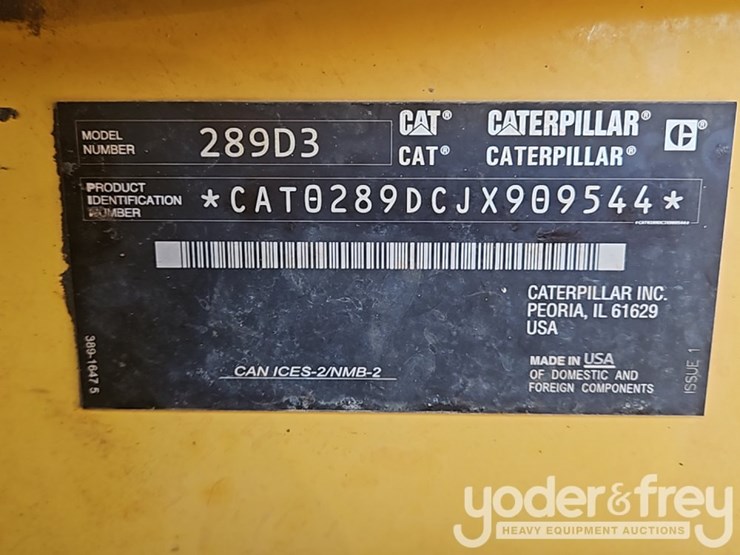 MODEL NUMBER 289D3
CAT® CATERPILLAR® C®
CAT® CATERPILLAR®
PRODUCT IDENTIFICATION NUMBER *CAT0289DCJX909544*
CATERPILLAR INC.
PEORIA, IL 61629
USA
MADE IN USA
OF DOMESTIC AND
FOREIGN COMPONENTS
CAN ICES-2/NMB-2
389-1647 5
ISSUE 1
yoder&frey
HEAVY EQUIPMENT AUCTIONS